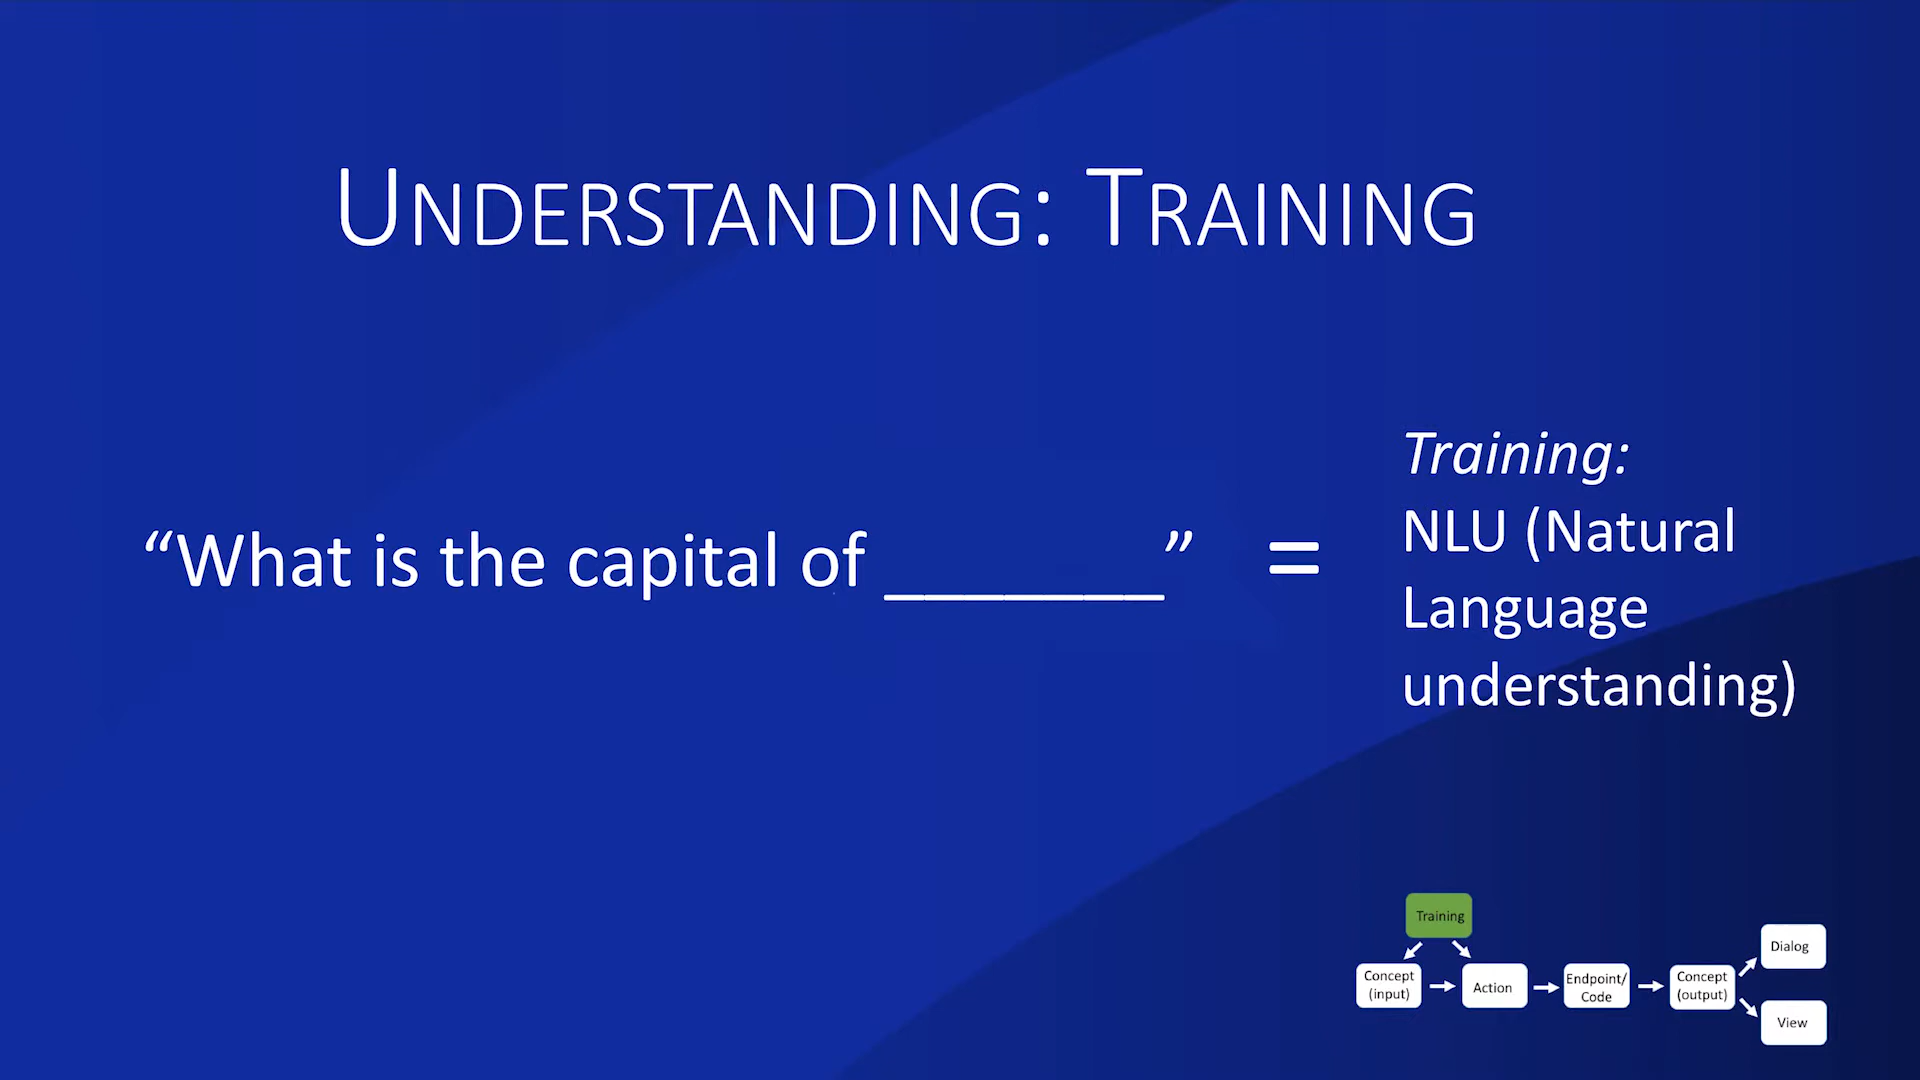 UNDERSTANDING: TRAINING
“What is the capital of _______” =
Training:
NLU (Natural
Language
understanding)
Training
Concept
(input)
Action
Endpoint/
Code
Concept
(output)
Dialog
View